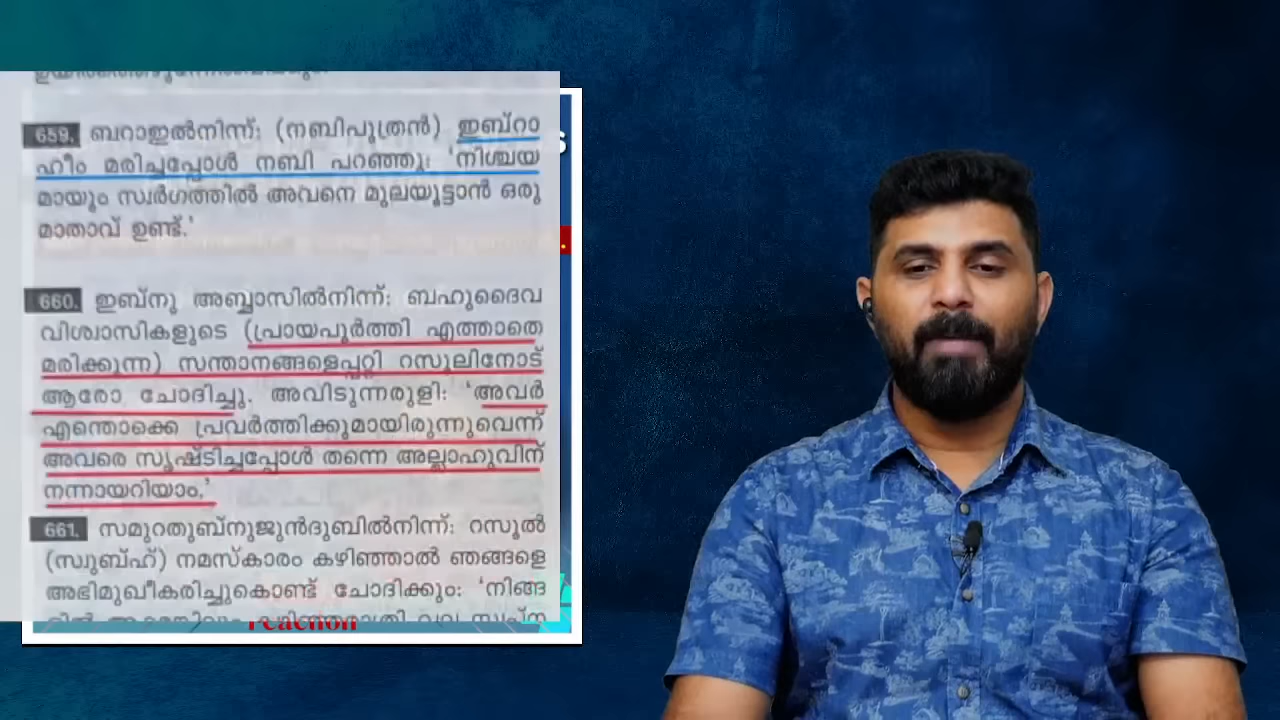 659. ബറാഇൽനിന്ന്: (നബിപുത്രൻ) ഇബ്റാ
ഹീം മരിച്ചപ്പോൾ നബി പറഞ്ഞു: 'നിശ്ചയ
മായും സ്വർഗത്തിൽ അവനെ മുലയൂട്ടാൻ ഒരു
മാതാവ് ഉണ്ട്.'
660. ഇബ്നു അബ്ബാസിൽനിന്ന്: ബഹുദൈവ
വിശ്വാസികളുടെ (പ്രായപൂർത്തി എത്താതെ
മരിക്കുന്ന) സന്താനങ്ങളെപ്പറ്റി റസൂലിനോട്
ആരോ ചോദിച്ചു. അവിടുന്നരുളി: 'അവർ
എന്തൊക്കെ പ്രവർത്തിക്കുമായിരുന്നുവെന്ന്
അവരെ സൃഷ്ടിച്ചപ്പോൾ തന്നെ അല്ലാഹുവിന്
നന്നായറിയാം.'
661. സമുറതുബ്നുജുൻദുബിൽനിന്ന്: റസൂൽ
(സ്വുബ്ഹ്) നമസ്കാരം കഴിഞ്ഞാൽ ഞങ്ങളെ
അഭിമുഖീകരിച്ചുകൊണ്ട് ചോദിക്കും: 'നിങ്ങ
reaction